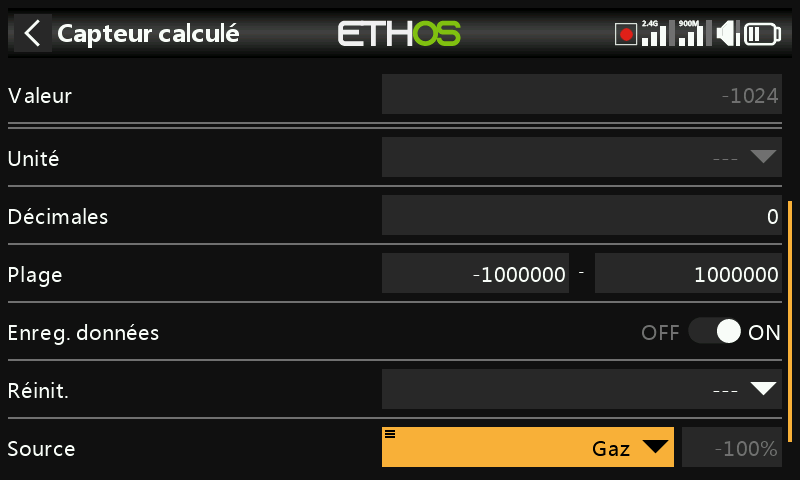 Capteur calculé ETHOS 2.4G 900M
Valeur -1024
Unité ---
Décimales 0
Plage -1000000 - 1000000
Enreg. données OFF ON
Réinit. ---
Source Gaz -100%